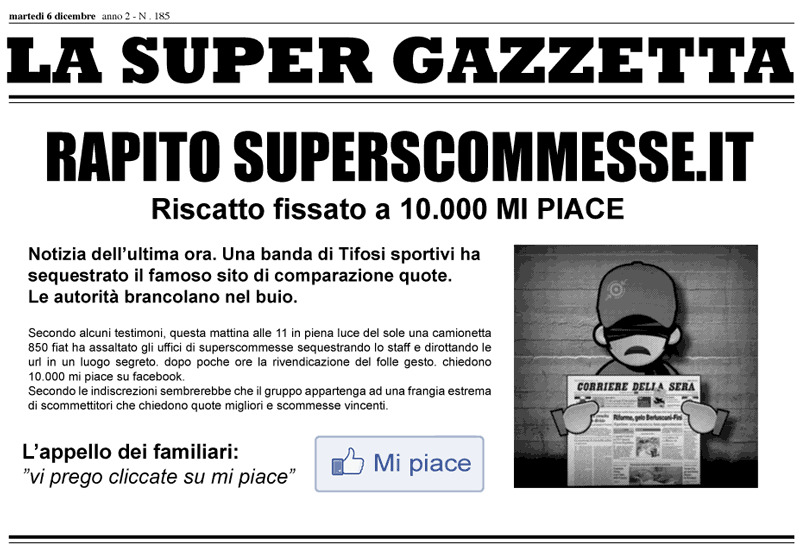 martedi 6 dicembre anno 2 - N . 185
LA SUPER GAZZETTA
RAPITO SUPERSCOMMESSE.IT
Riscatto fissato a 10.000 MI PIACE
Notizia dell'ultima ora. Una banda di Tifosi sportivi ha
sequestrato il famoso sito di comparazione quote.
Le autorità brancolano nel buio.
Secondo alcuni testimoni, questa mattina alle 11 in piena luce del sole una camionetta
850 fiat ha assaltato gli uffici di superscommesse sequestrando lo staff e dirottando le
url in un luogo segreto. dopo poche ore la rivendicazione del folle gesto. chiedono
10.000 mi piace su facebook.
Secondo le indiscrezioni sembrerebbe che il gruppo appartenga ad una frangia estrema
di scommettitori che chiedono quote migliori e scommesse vincenti.
L'appello dei familiari:
"vi prego cliccate su mi piace"
Mi piace
CORRIERE DELLA SERA
Riforme, gelo Berlusconi-Fini